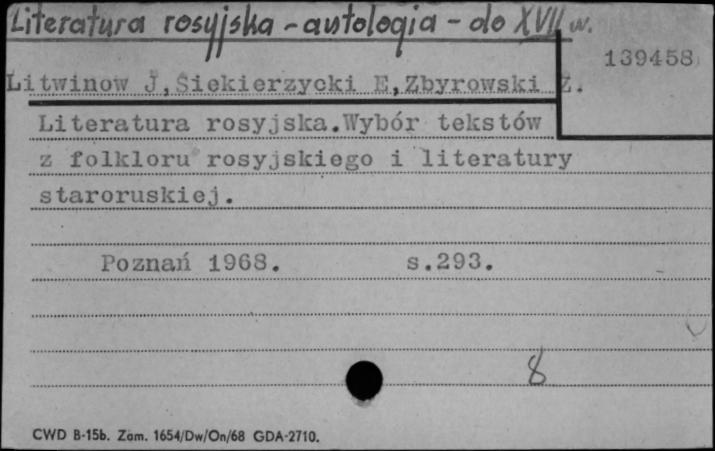 Literatura rosyjska - antologia - do XVII w.
139458
Litwinow J,Siekierzycki E,Zbyrowski Z.
Literatura rosyjska.Wybór tekstów
z folkloru rosyjskiego i literatury
staroruskiej.
Poznań 1968. s.293.
8
CWD B-15b. Zam. 1654/Dw/On/68 GDA-2710.